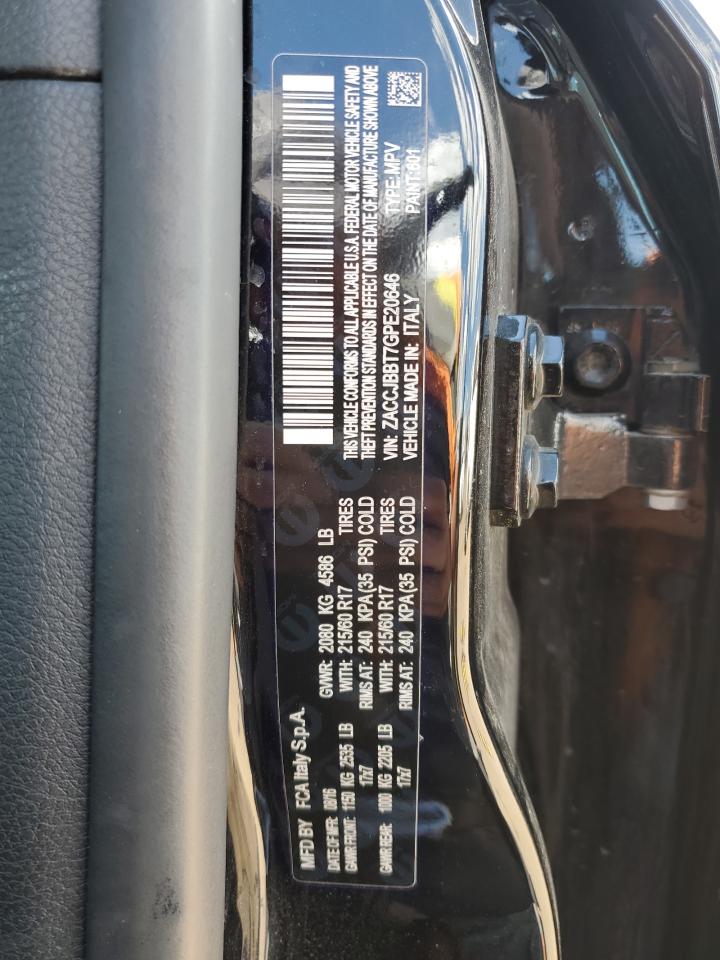 MFD BY FCA Italy S.p.A.
GVWR: 2080 KG 4586 LB
DATE OF MFR: 06/16
WITH: 215/60 R17 TIRES
GAWR FRONT: 1150 KG 2535 LB
RIMS AT: 240 KPA(35 PSI) COLD
17x7
WITH: 215/60 R17 TIRES
GAWR REAR: 1000 KG 2205 LB
RIMS AT: 240 KPA(35 PSI) COLD
17x7
THIS VEHICLE CONFORMS TO ALL APPLICABLE U.S.A. FEDERAL MOTOR VEHICLE SAFETY AND
THEFT PREVENTION STANDARDS IN EFFECT ON THE DATE OF MANUFACTURE SHOWN ABOVE
VIN: ZACCJBBT7GPE20646 TYPE: MPV
VEHICLE MADE IN: ITALY PAINT: 601